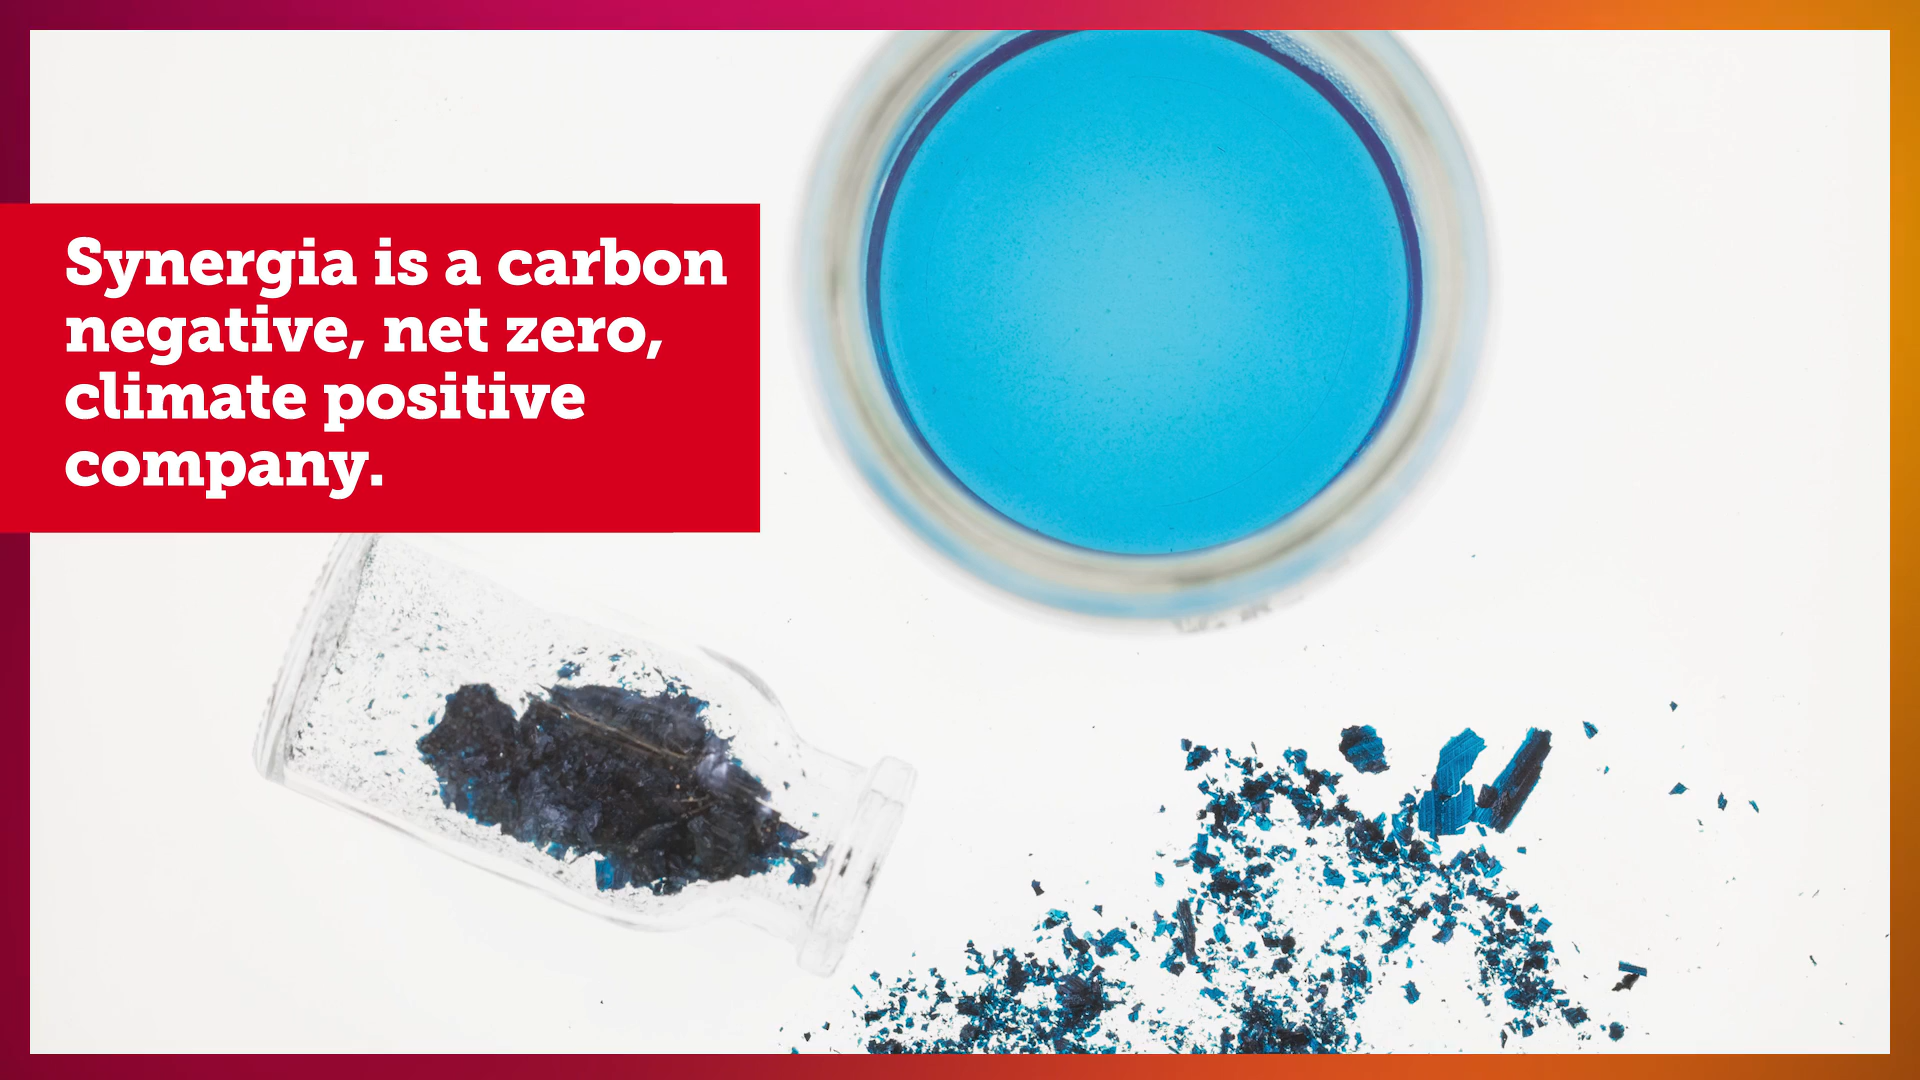 Synergia is a carbon
negative, net zero,
climate positive
company.